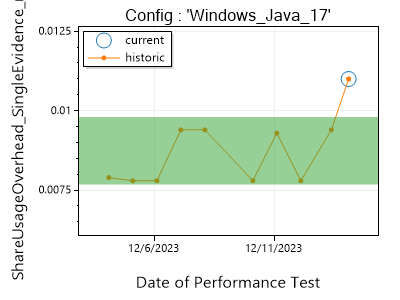 Config : 'Windows_Java_17'
current
historic
0.0125
0.01
0.0075
12/6/2023
12/11/2023
Date of Performance Test
ShareUsageOverhead_SingleEvidence_